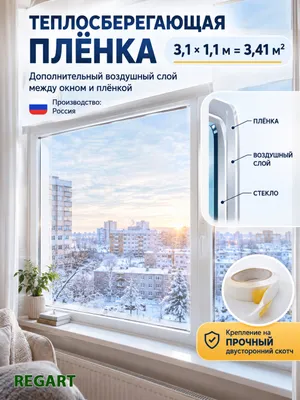 ТЕПЛОСБЕРЕГАЮЩАЯ
ПЛЁНКА
3,1 × 1,1 м = 3,41 м²
Дополнительный воздушный слой
между окном и плёнкой
Производство:
Россия
ПЛЁНКА
ВОЗДУШНЫЙ
СЛОЙ
СТЕКЛО
Крепление на
ПРОЧНЫЙ
двусторонний скотч
REGART